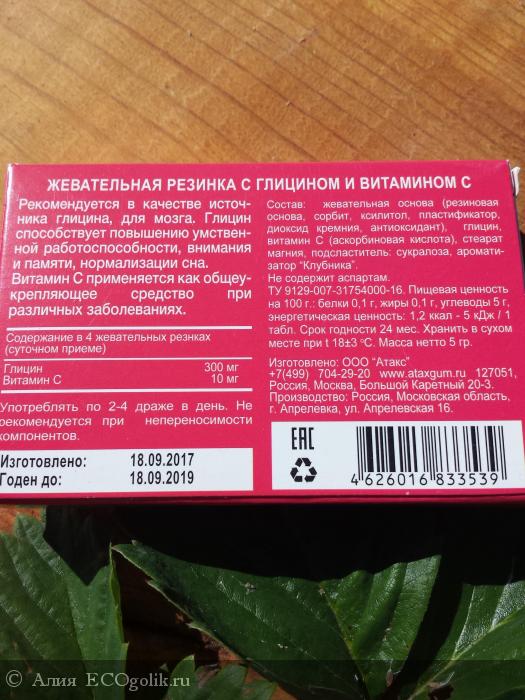 ЖЕВАТЕЛЬНАЯ РЕЗИНКА С ГЛИЦИНОМ И ВИТАМИНОМ С
Рекомендуется в качестве источ-
ника глицина, для мозга. Глицин
способствует повышению умствен-
ной работоспособности, внимания
и памяти, нормализации сна.
Витамин С применяется как общеу-
крепляющее средство при
различных заболеваниях.
Содержание в 4 жевательных резнках
(суточном приеме)
Глицин 300 мг
Витамин С 10 мг
Употреблять по 2-4 драже в день. Не
рекомендуется при непереносимости
компонентов.
Изготовлено: 18.09.2017
Годен до: 18.09.2019
Состав: жевательная основа (резиновая
основа, сорбит, ксилитол, пластификатор,
диоксид кремния, антиоксидант), глицин,
витамин С (аскорбиновая кислота), стеарат
магния, подсластитель: сукралоза, аромати-
затор "Клубника".
Не содержит аспартам.
ТУ 9129-007-31754000-16. Пищевая ценность
на 100 г.: белки 0,1 г, жиры 0,1 г, углеводы 5 г,
энергетическая ценность: 1,2 ккал - 5 кДж / 1
табл. Срок годности 24 мес. Хранить в сухом
месте при t 18±3 °С. Масса нетто 5 гр.
Изготовлено: ООО "Атакс"
+7(499) 704-29-20 www.ataxgum.ru 127051,
Россия, Москва, Большой Каретный 20-3.
Производство: Россия, Московская область,
г. Апрелевка, ул. Апрелевская 16.
EAC
4 626016 833539
© Алия ECOgolik.ru